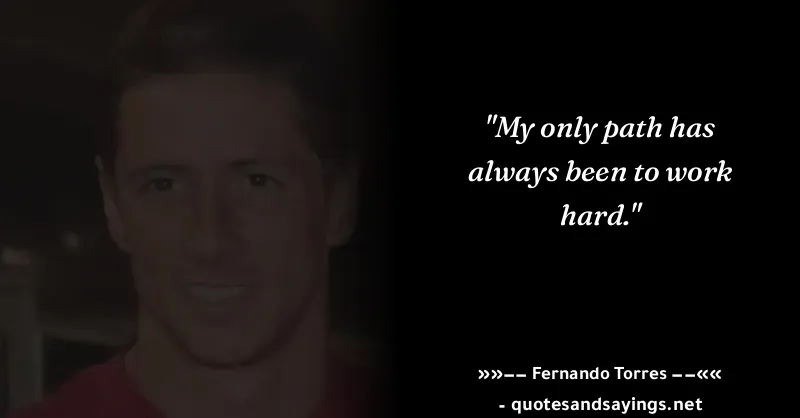 "My only path has
always been to work
hard."
»»−− Fernando Torres −−««
- quotesandsayings.net